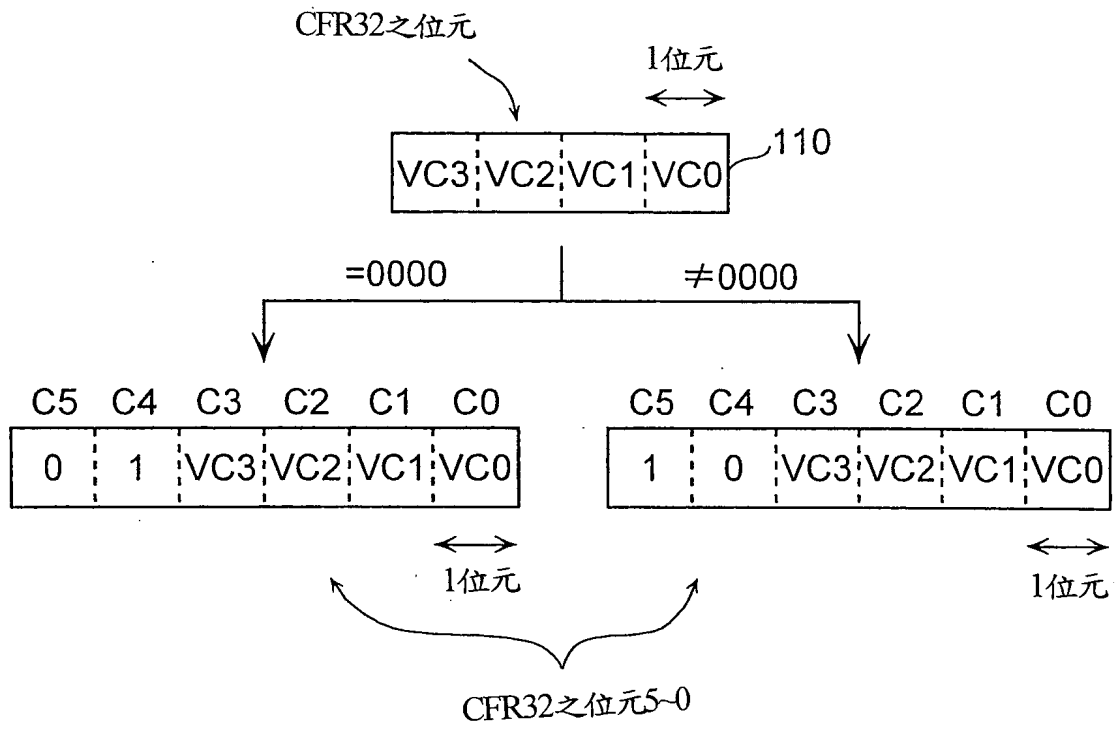 CFR32之位元
1位元
110
VC3 VC2 VC1 VC0
=0000 ≠0000
C5 C4 C3 C2 C1 C0 C5 C4 C3 C2 C1 C0
0 1 VC3 VC2 VC1 VC0 1 0 VC3 VC2 VC1 VC0
1位元 1位元
CFR32之位元5~0